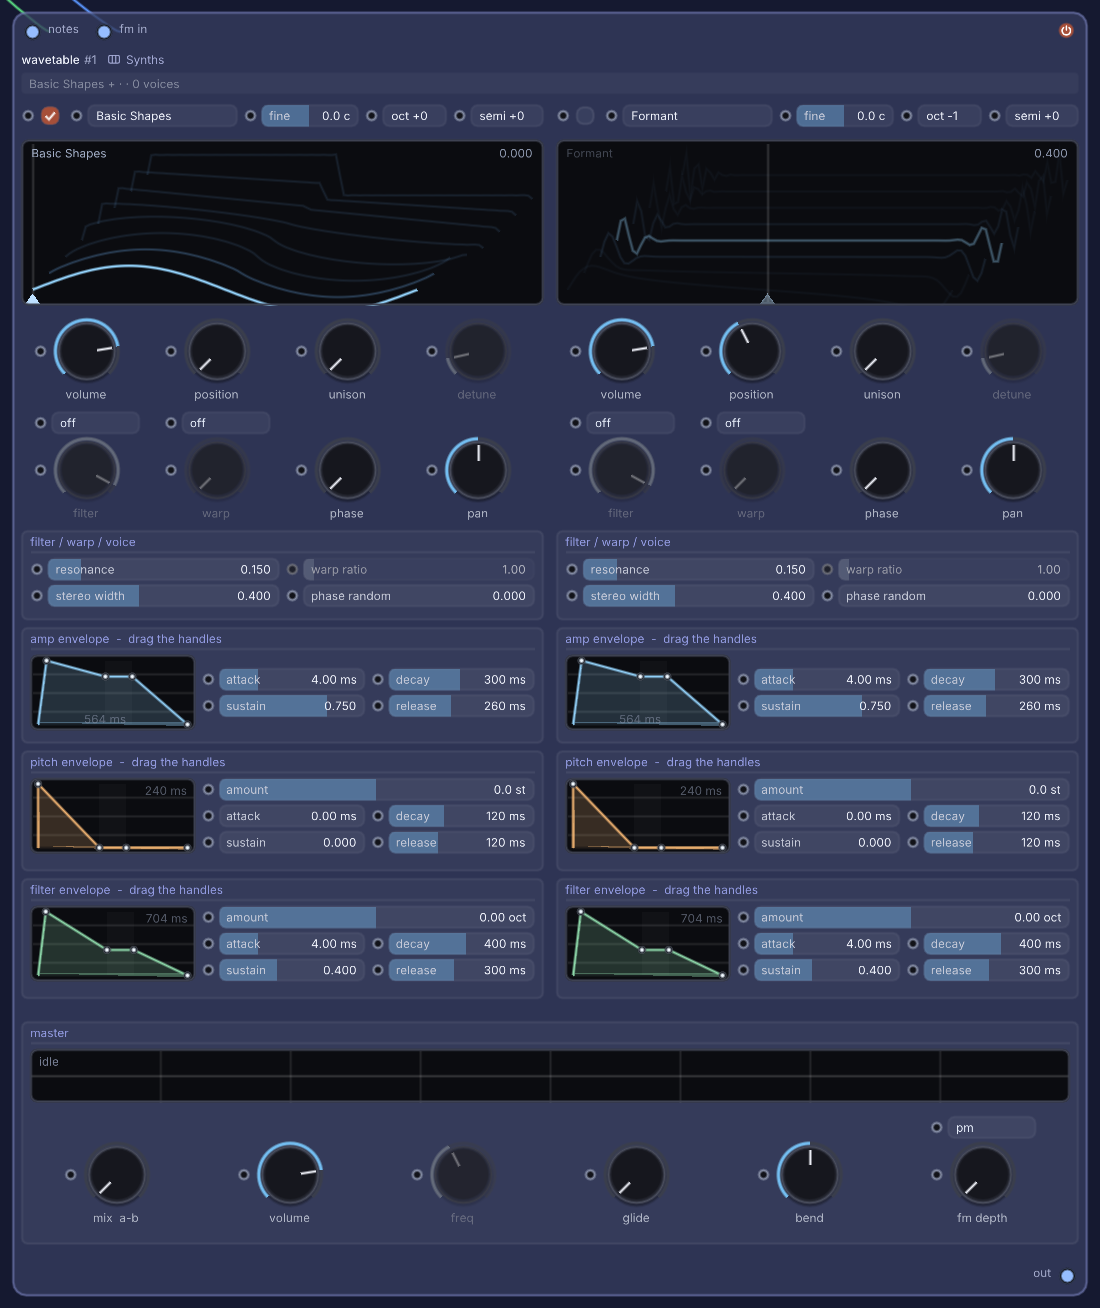 notes fm in
wavetable #1 Synths
Basic Shapes + · · 0 voices
Basic Shapes fine 0.0 c oct +0 semi +0 Formant fine 0.0 c oct -1 semi +0
Basic Shapes 0.000 Formant 0.400
volume position unison detune volume position unison detune
off off off off
filter warp phase pan filter warp phase pan
filter / warp / voice filter / warp / voice
resonance 0.150 warp ratio 1.00 resonance 0.150 warp ratio 1.00
stereo width 0.400 phase random 0.000 stereo width 0.400 phase random 0.000
amp envelope - drag the handles amp envelope - drag the handles
attack 4.00 ms decay 300 ms attack 4.00 ms decay 300 ms
564 ms sustain 0.750 release 260 ms 564 ms sustain 0.750 release 260 ms
pitch envelope - drag the handles pitch envelope - drag the handles
240 ms amount 0.0 st 240 ms amount 0.0 st
attack 0.00 ms decay 120 ms attack 0.00 ms decay 120 ms
sustain 0.000 release 120 ms sustain 0.000 release 120 ms
filter envelope - drag the handles filter envelope - drag the handles
704 ms amount 0.00 oct 704 ms amount 0.00 oct
attack 4.00 ms decay 400 ms attack 4.00 ms decay 400 ms
sustain 0.400 release 300 ms sustain 0.400 release 300 ms
master
idle
pm
mix a-b volume freq glide bend fm depth
out